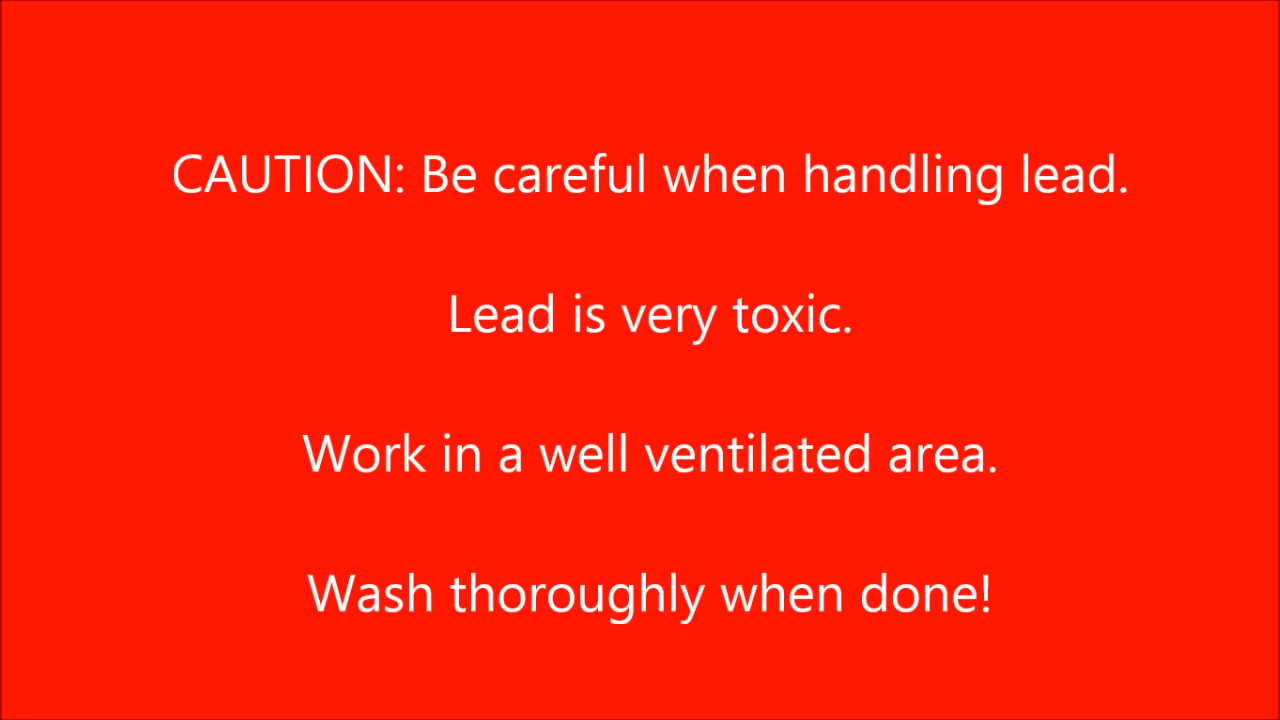 CAUTION: Be careful when handling lead.
Lead is very toxic.
Work in a well ventilated area.
Wash thoroughly when done!